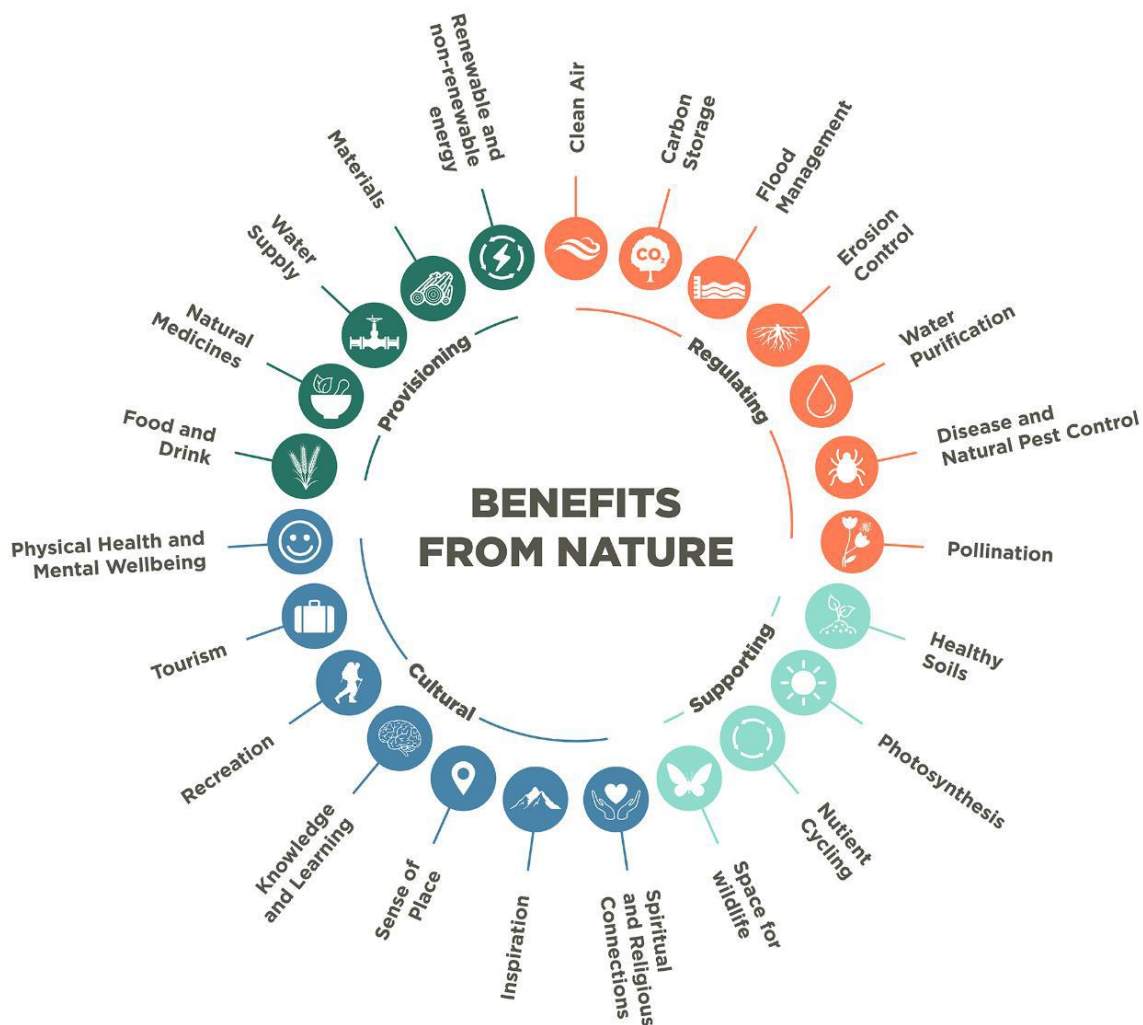 BENEFITS
FROM NATURE
Provisioning
Regulating
Supporting
Cultural
Clean Air
Carbon
Storage
Flood
Management
Erosion
Control
Water
Purification
Disease and
Natural Pest Control
Pollination
Healthy
Soils
Photosynthesis
Nutrient
Cycling
Space for
wildlife
Spiritual
and Religious
Connections
Inspiration
Sense of
Place
Knowledge
and Learning
Recreation
Tourism
Physical Health and
Mental Wellbeing
Food and
Drink
Natural
Medicines
Water
Supply
Materials
Renewable and
non-renewable
energy
CO₂